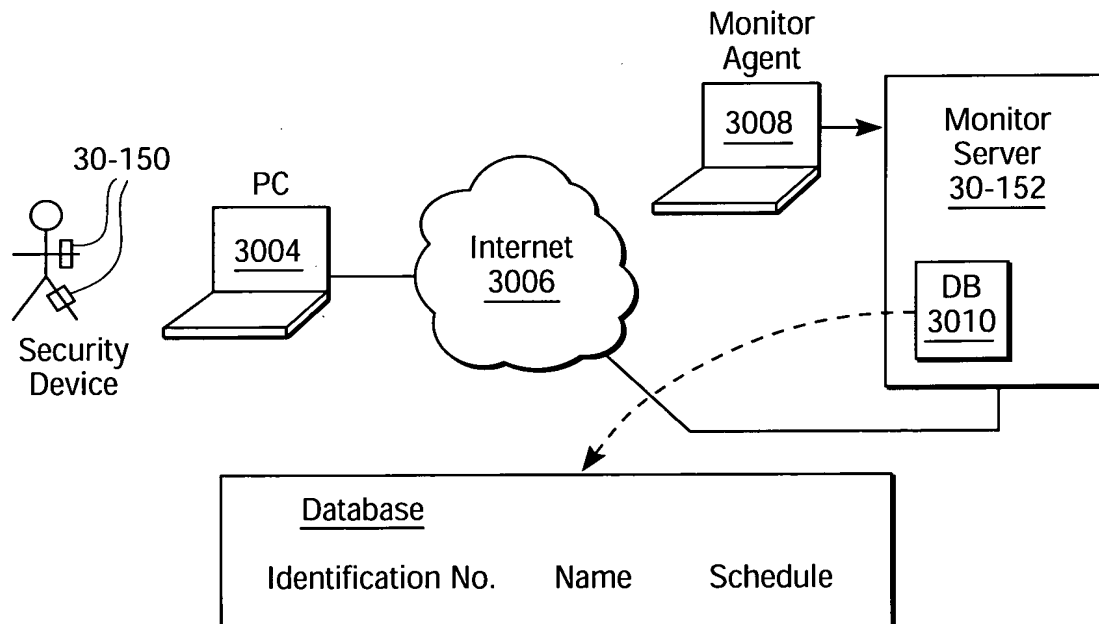 Monitor
Agent
3008
Monitor
Server
30-152
30-150
PC
3004
Internet
3006
DB
3010
Security
Device
Database
Identification No. Name Schedule